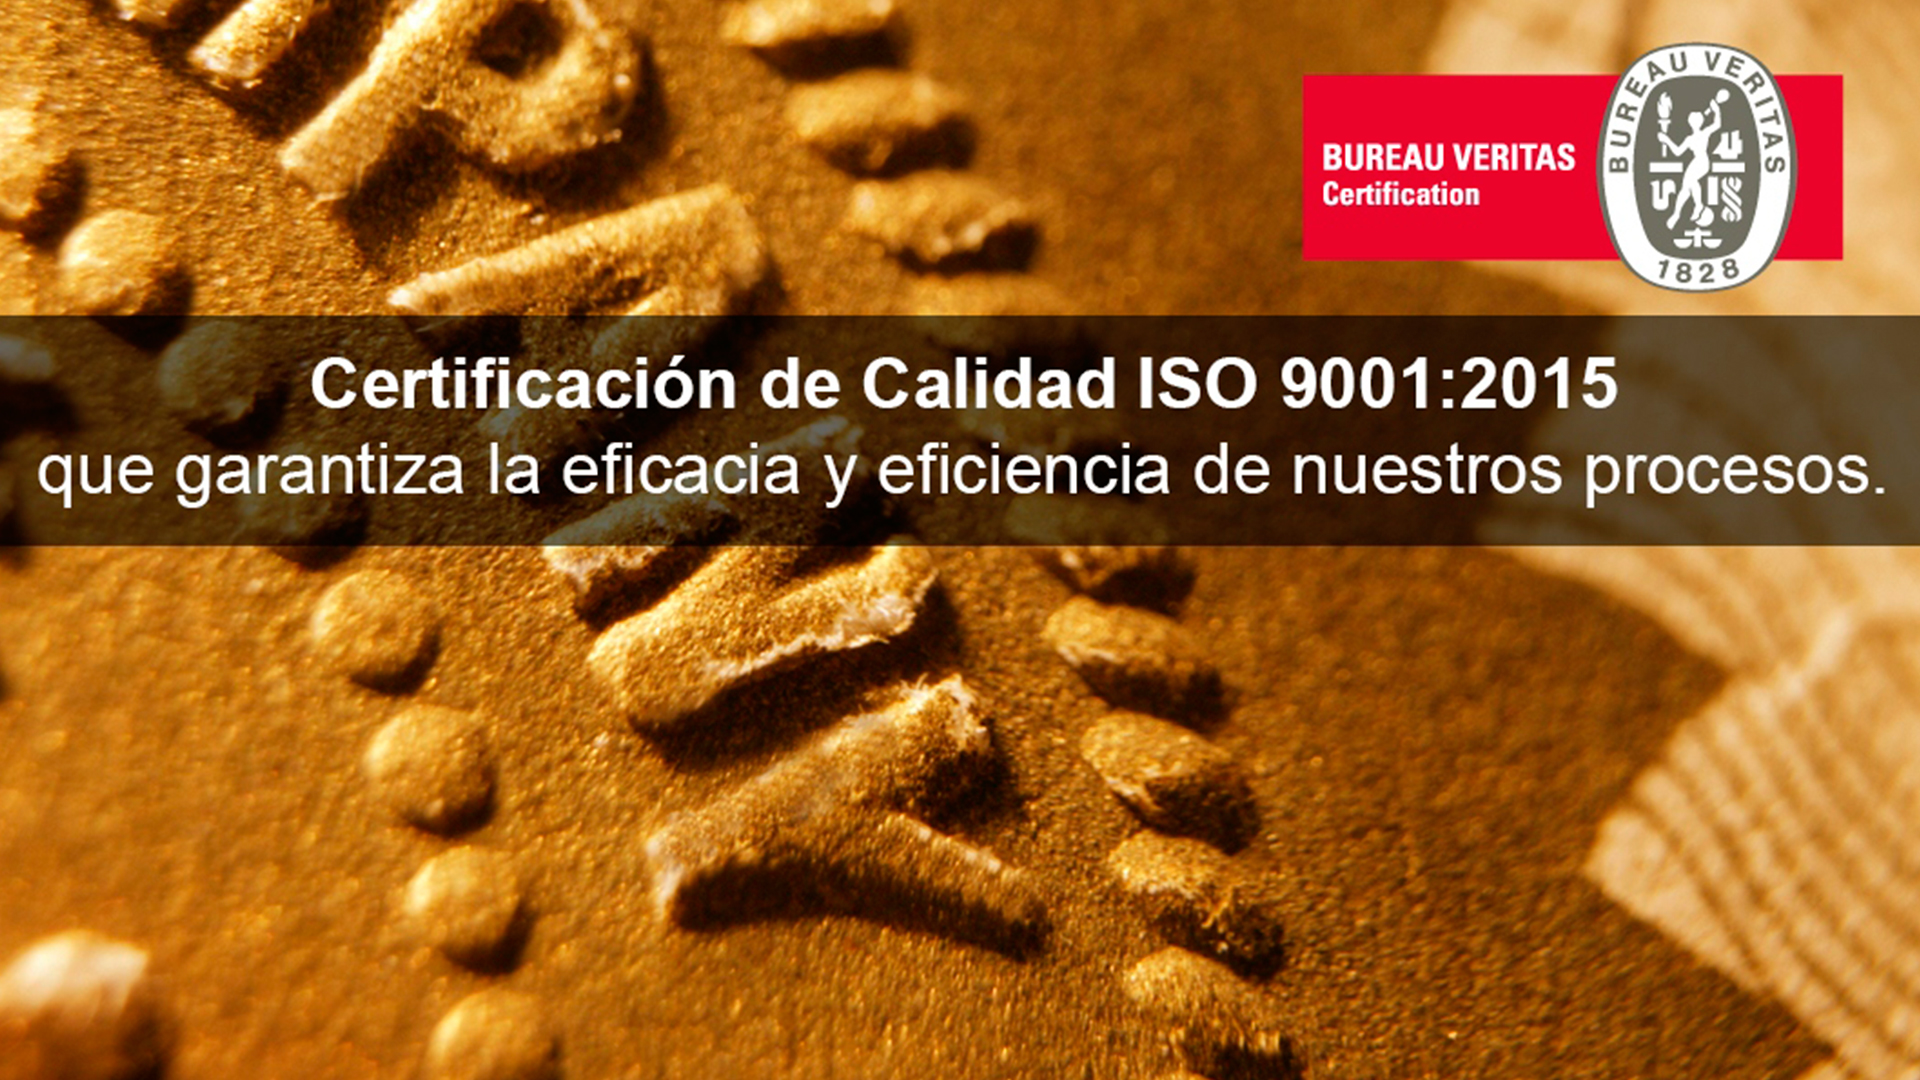 BUREAU VERITAS
Certification
BUREAU VERITAS
1828
Certificación de Calidad ISO 9001:2015
que garantiza la eficacia y eficiencia de nuestros procesos.